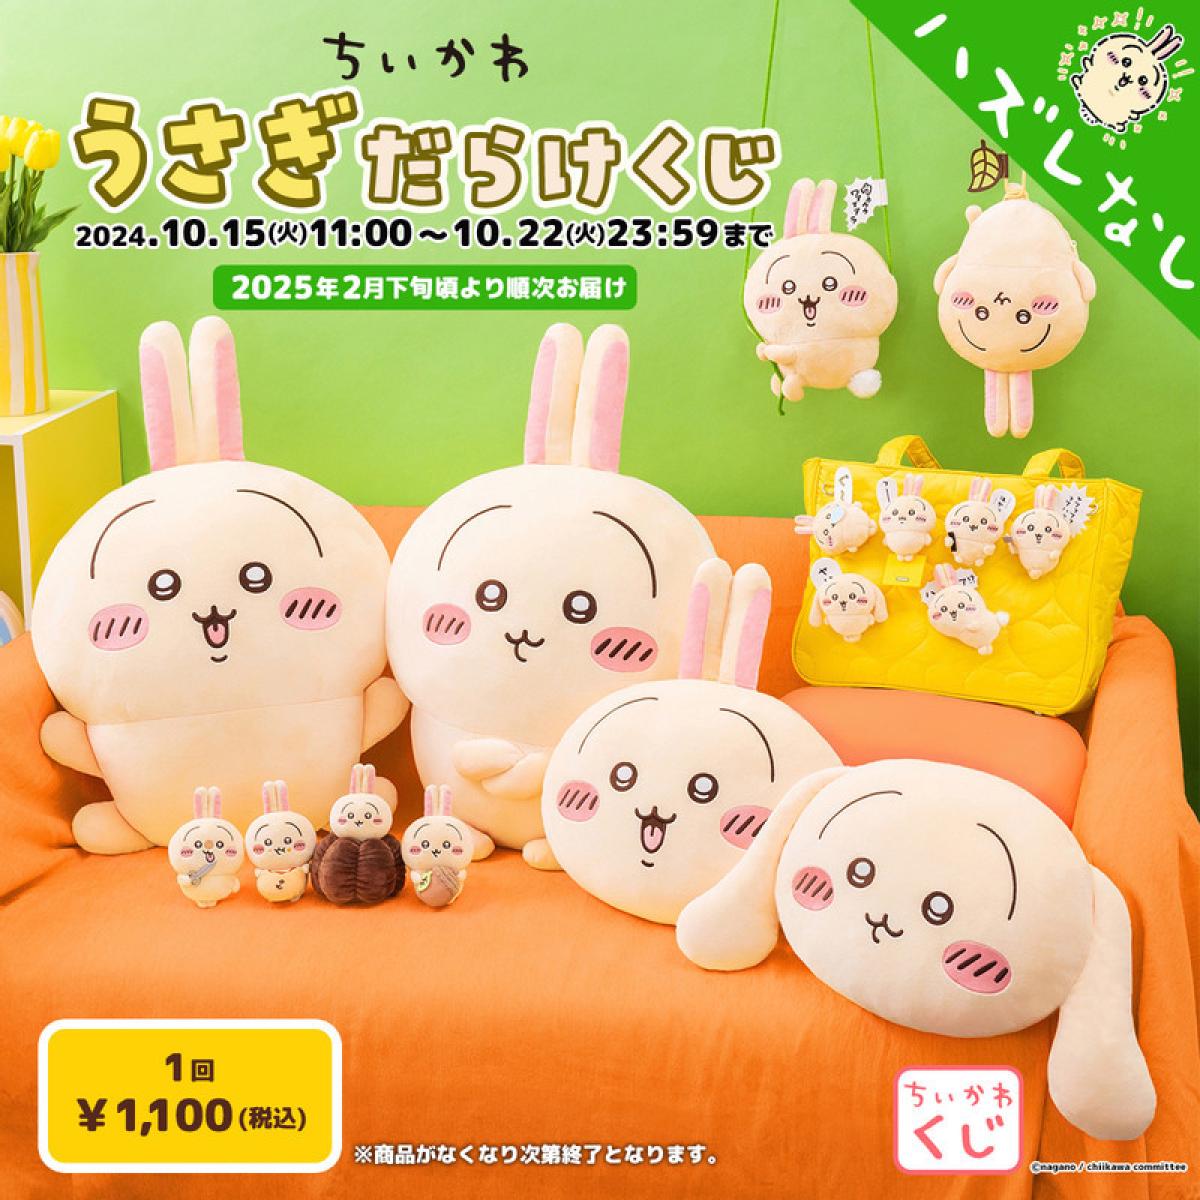 ちいかわ
うさぎだらけくじ
2024.10.15(火)11:00～10.22(火)23:59まで
2025年2月下旬頃より順次お届け
ハズレなし
1回
¥1,100(税込)
※商品がなくなり次第終了となります。
ちいかわ
くじ
©nagano / chiikawa committee